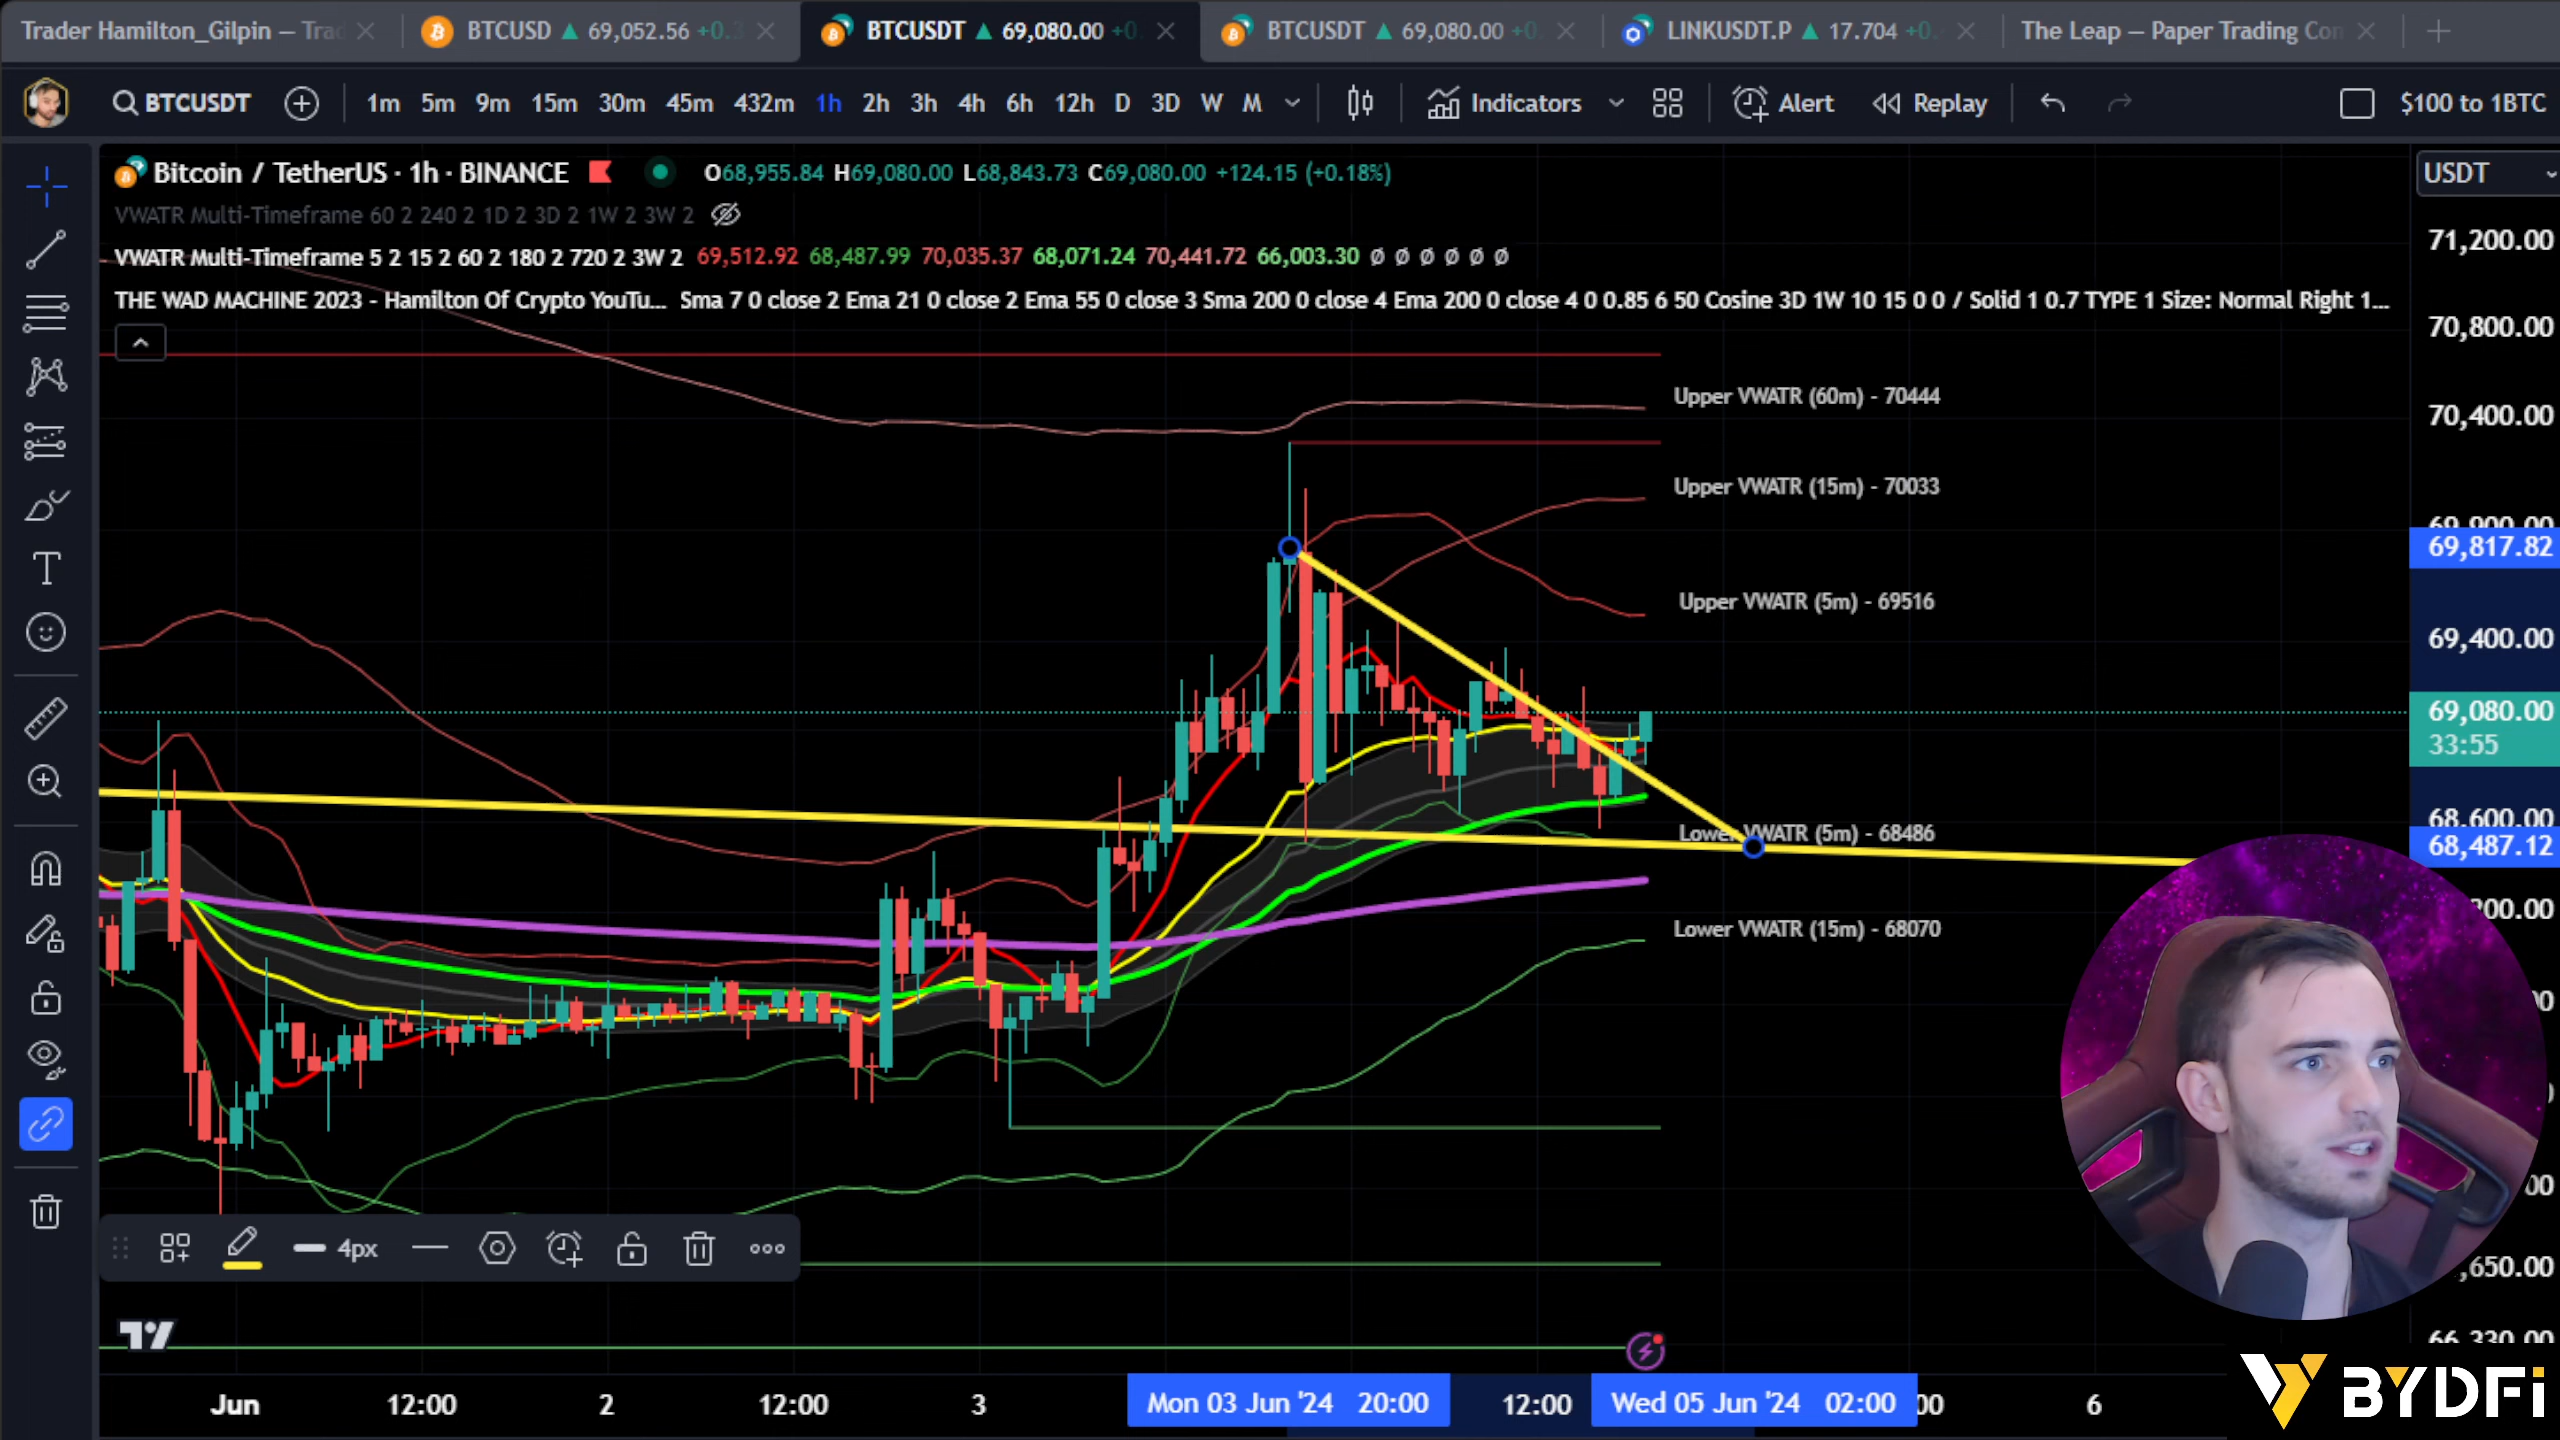 Trader Hamilton_Gilpin — Trad
BTCUSD ▲ 69,052.56 +0.3
BTCUSDT ▲ 69,080.00 +0.
BTCUSDT ▲ 69,080.00 +0.
LINKUSDT.P ▲ 17.704 +0.
The Leap — Paper Trading Com
BTCUSDT
1m 5m 9m 15m 30m 45m 432m 1h 2h 3h 4h 6h 12h D 3D W M
Indicators
Alert
Replay
$100 to 1BTC
Bitcoin / TetherUS · 1h · BINANCE
O68,955.84 H69,080.00 L68,843.73 C69,080.00 +124.15 (+0.18%)
USDT
VWATR Multi-Timeframe 60 2 240 2 1D 2 3D 2 1W 2 3W 2
VWATR Multi-Timeframe 5 2 15 2 60 2 180 2 720 2 3W 2 69,512.92 68,487.99 70,035.37 68,071.24 70,441.72 66,003.30 ø ø ø ø ø ø
THE WAD MACHINE 2023 - Hamilton Of Crypto YouTu... Sma 7 0 close 2 Ema 21 0 close 2 Ema 55 0 close 3 Sma 200 0 close 4 Ema 200 0 close 4 0 0.85 6 50 Cosine 3D 1W 10 15 0 0 / Solid 1 0.7 TYPE 1 Size: Normal Right 1...
71,200.00
70,800.00
Upper VWATR (60m) - 70444
70,400.00
Upper VWATR (15m) - 70033
69,900.00
69,817.82
Upper VWATR (5m) - 69516
69,400.00
69,080.00
33:55
68,600.00
Lower VWATR (5m) - 68486
68,487.12
Lower VWATR (15m) - 68070
4px
,650.00
66,330.00
Jun 12:00 2 12:00 3 Mon 03 Jun '24 20:00 12:00 Wed 05 Jun '24 02:00 00 6
BYDFi